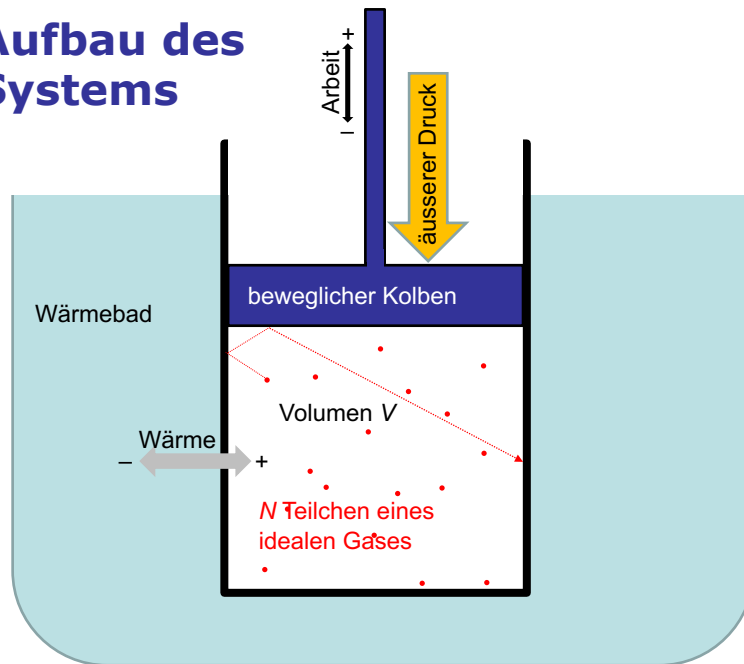 Aufbau des
Systems
+
Arbeit
–
äusserer Druck
beweglicher Kolben
Wärmebad
Volumen V
Wärme
– +
N Teilchen eines
idealen Gases